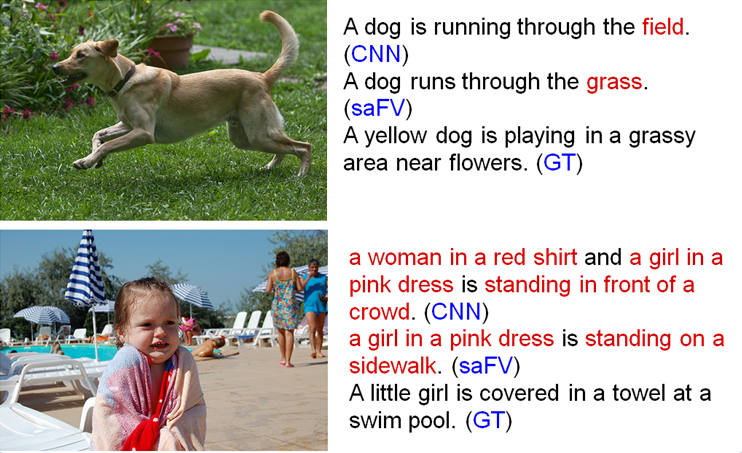 A dog is running through the field.
(CNN)
A dog runs through the grass.
(saFV)
A yellow dog is playing in a grassy
area near flowers. (GT)
a woman in a red shirt and a girl in a
pink dress is standing in front of a
crowd. (CNN)
a girl in a pink dress is standing on a
sidewalk. (saFV)
A little girl is covered in a towel at a
swim pool. (GT)